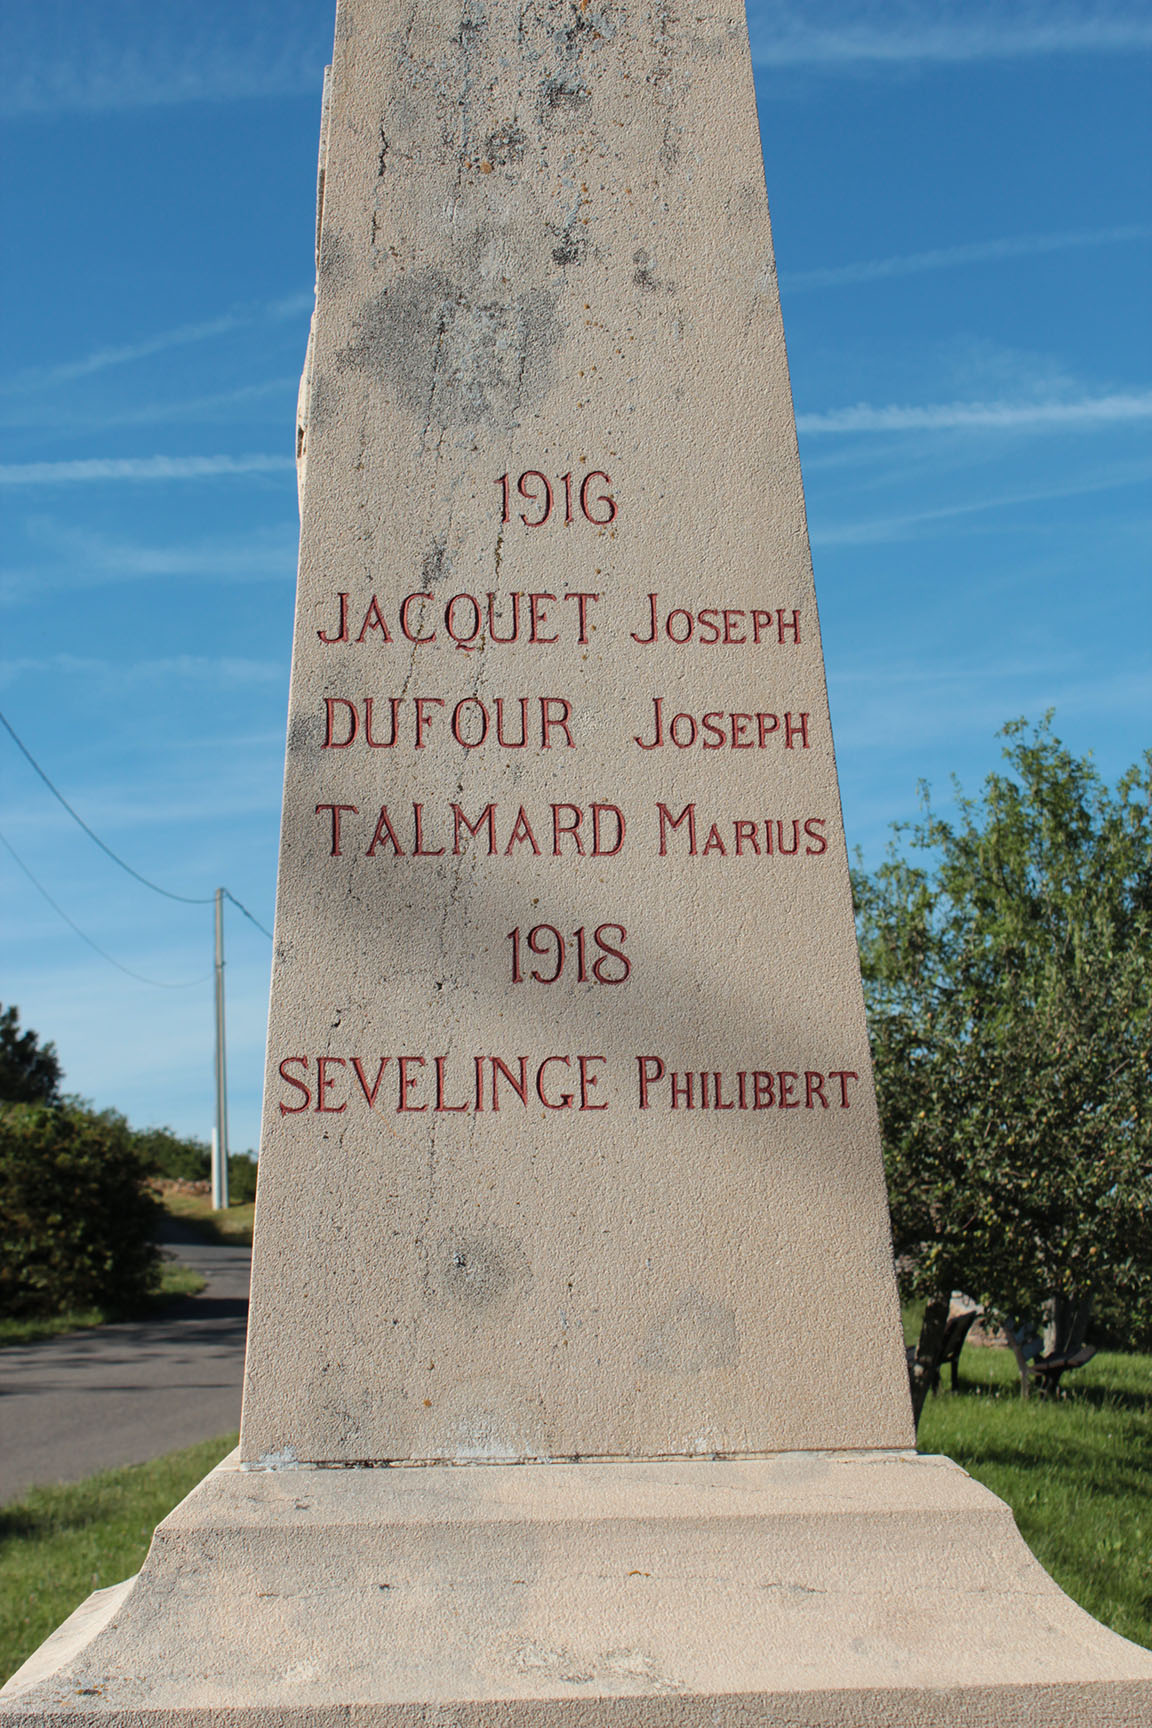 1916
JACQUET JOSEPH
DUFOUR JOSEPH
TALMARD MARIUS
1918
SEVELINGE PHILIBERT